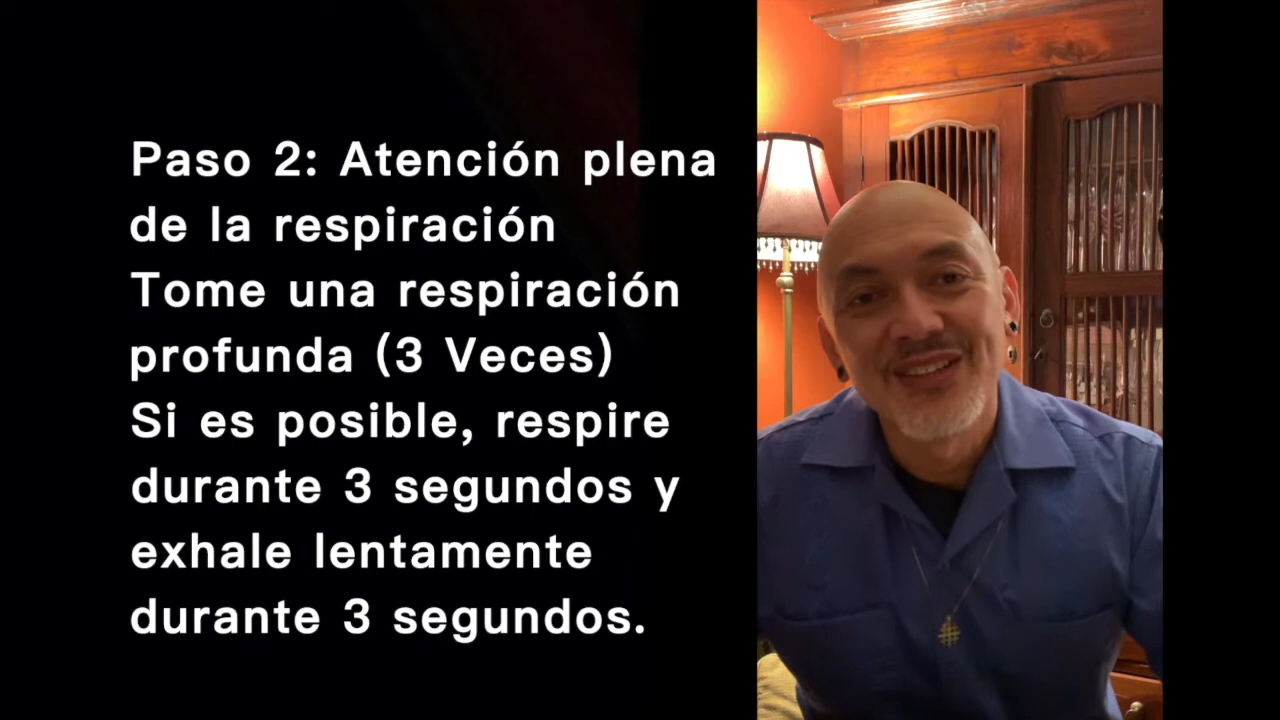 Paso 2: Atención plena
de la respiración
Tome una respiración
profunda (3 Veces)
Si es posible, respire
durante 3 segundos y
exhale lentamente
durante 3 segundos.